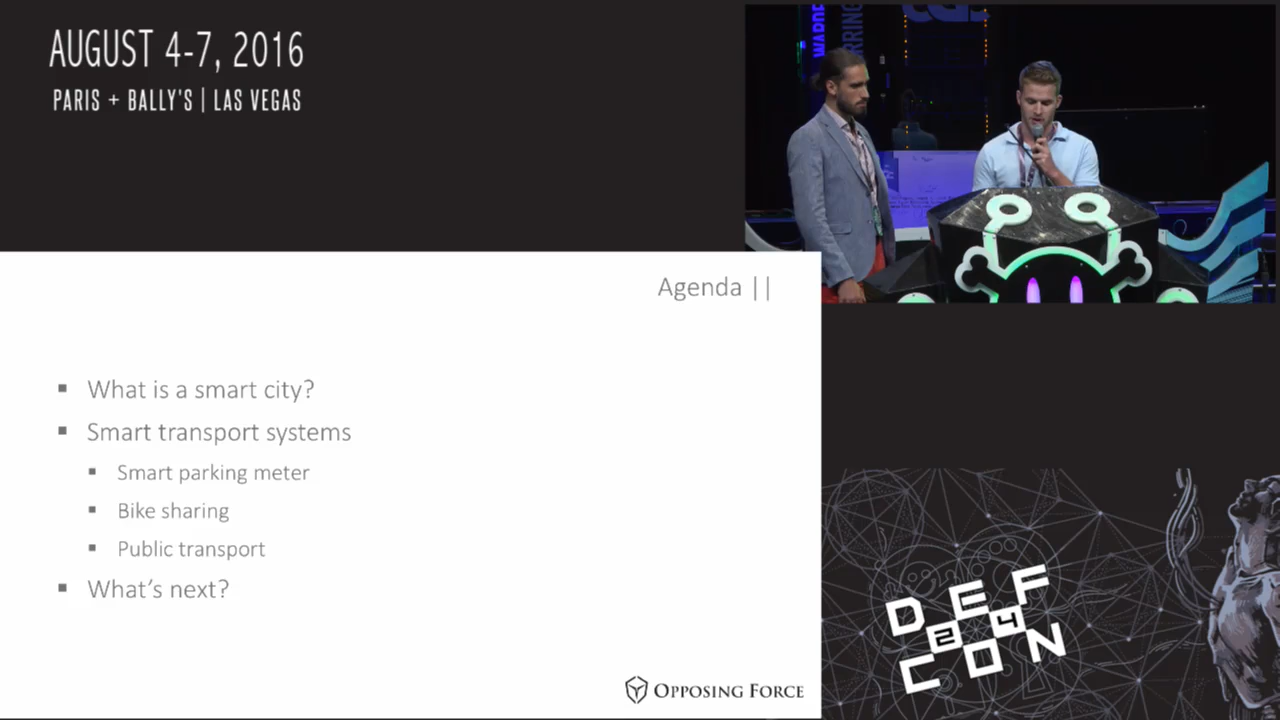 AUGUST 4-7, 2016
PARIS + BALLY'S | LAS VEGAS
Agenda ||
▪ What is a smart city?
▪ Smart transport systems
▪ Smart parking meter
▪ Bike sharing
▪ Public transport
▪ What's next?
OPPOSING FORCE
DEF
24
CON